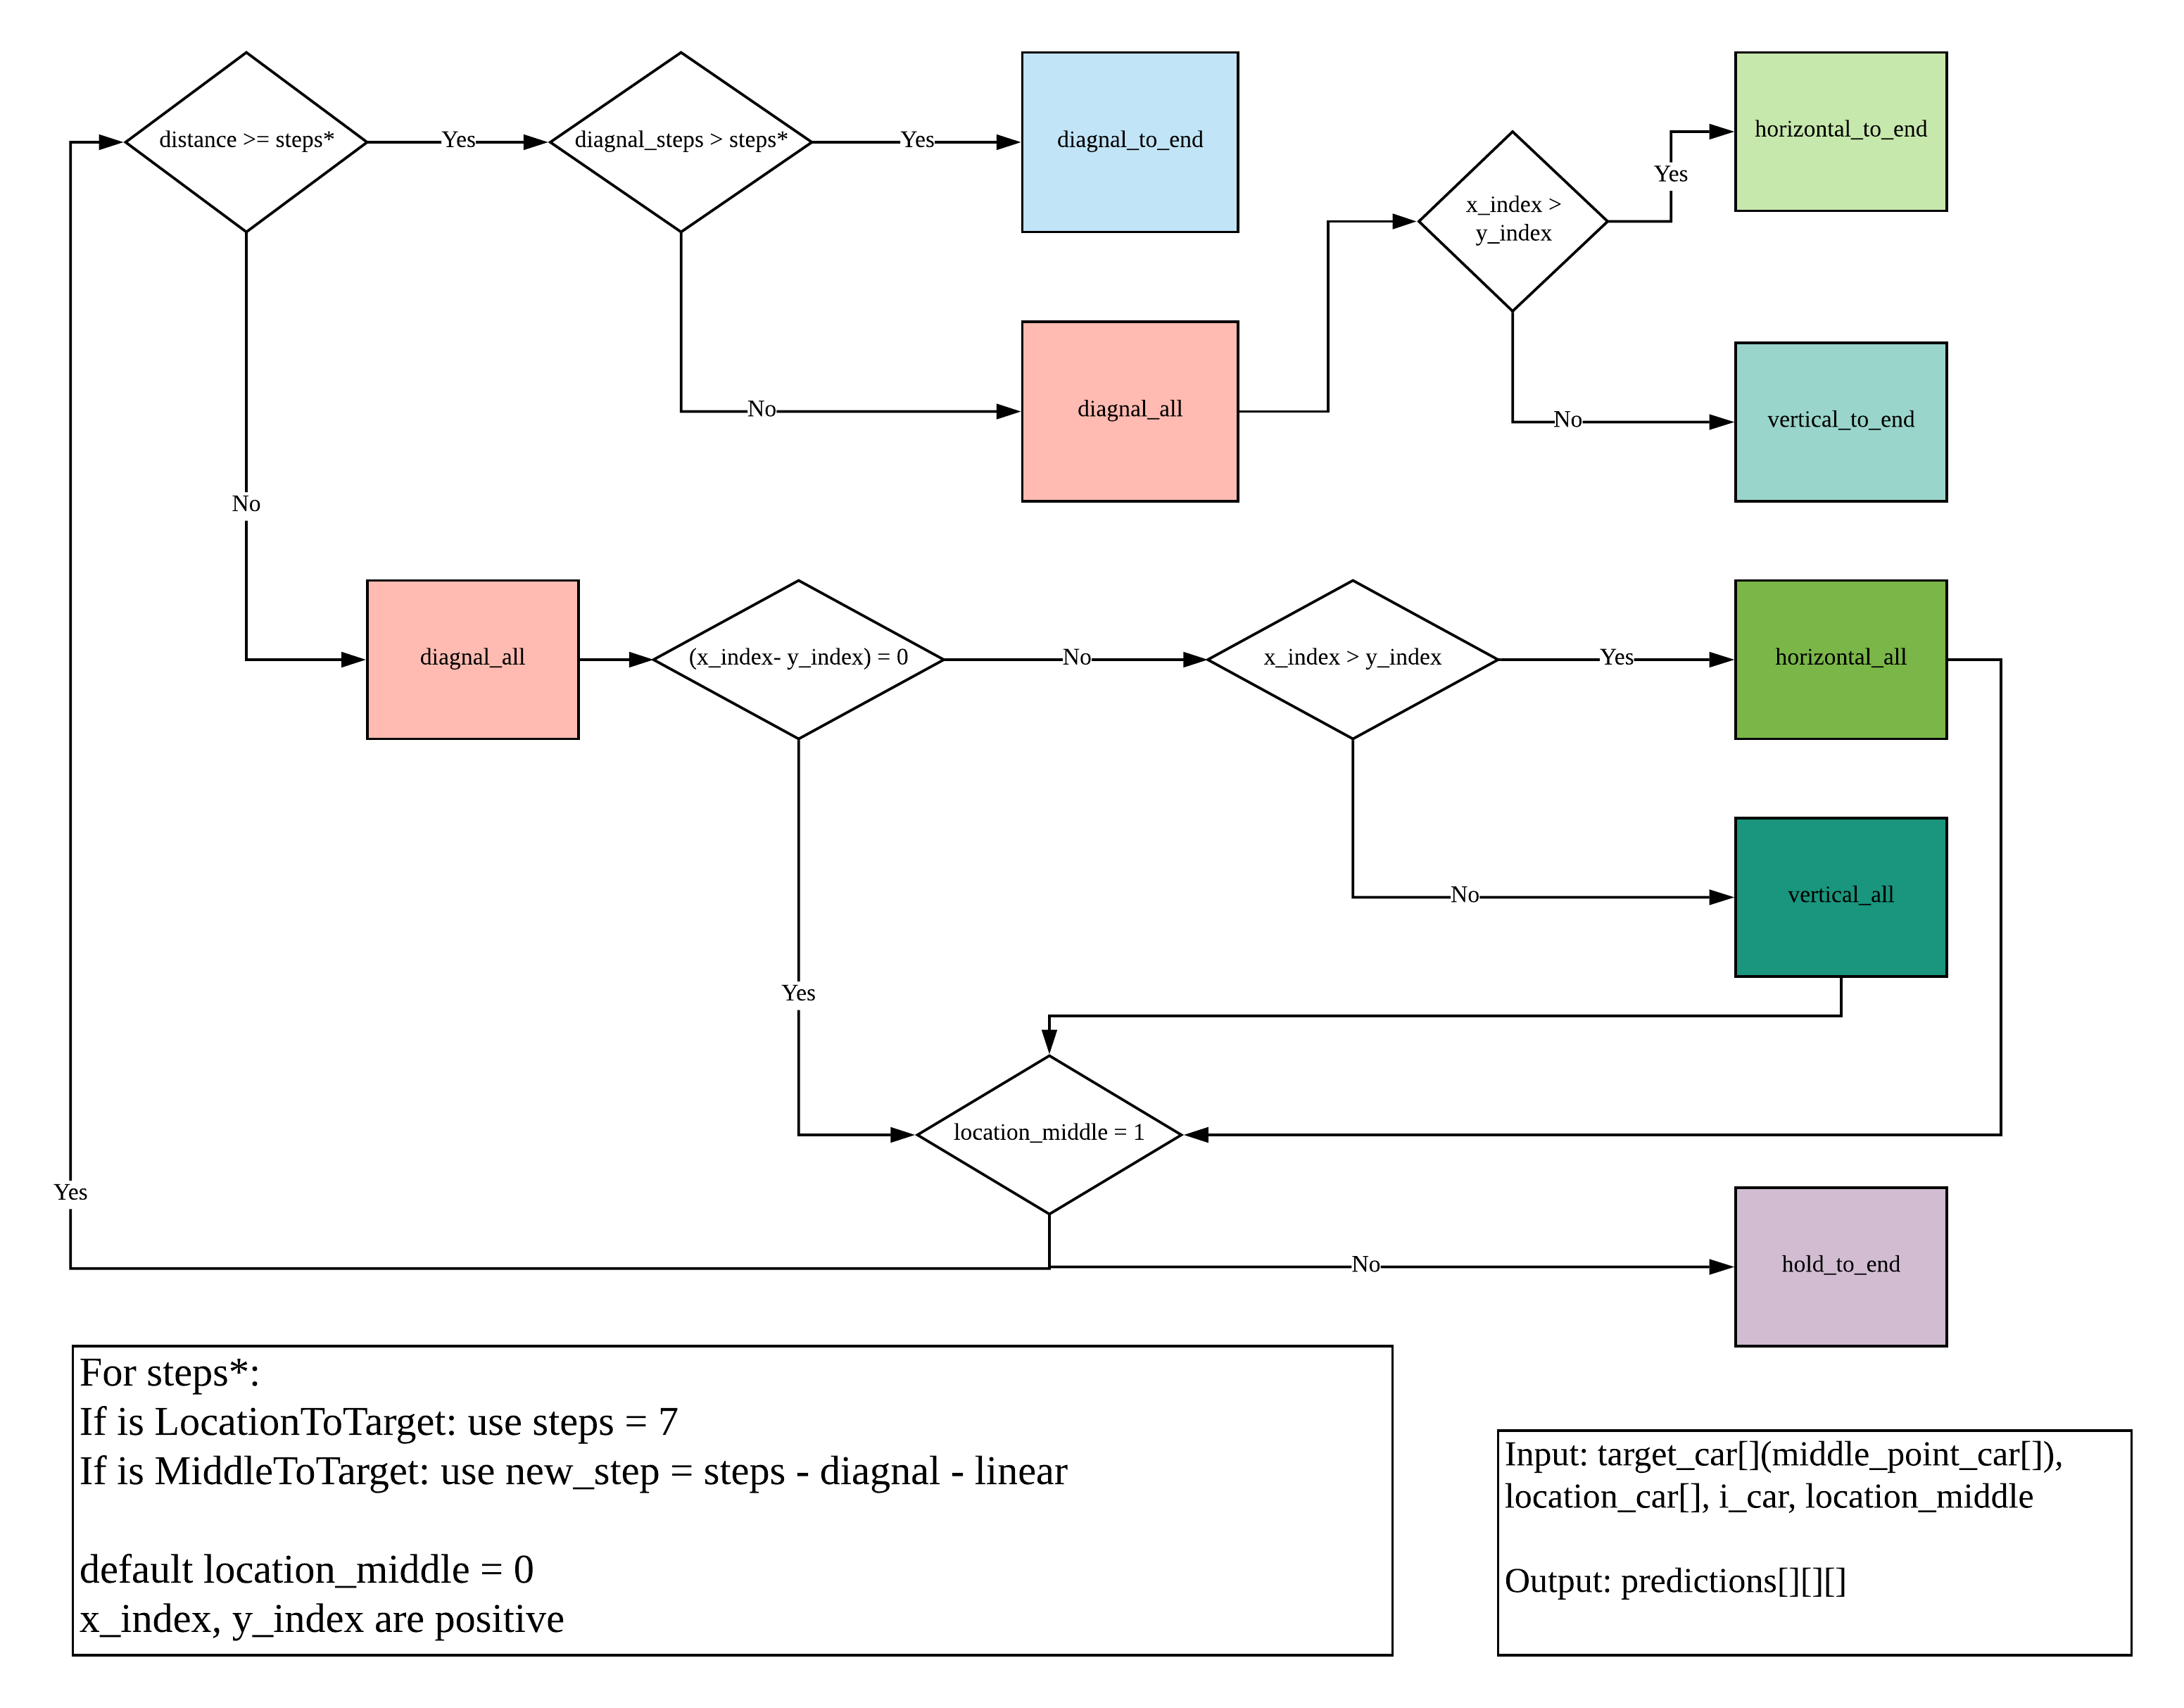 distance >= steps*
Yes
diagnal_steps > steps*
Yes
diagnal_to_end
horizontal_to_end
Yes
x_index >
y_index
No
diagnal_all
No
vertical_to_end
No
diagnal_all
(x_index- y_index) = 0
No
x_index > y_index
Yes
horizontal_all
No
vertical_all
Yes
location_middle = 1
Yes
No
hold_to_end
For steps*:
If is LocationToTarget: use steps = 7
If is MiddleToTarget: use new_step = steps - diagnal - linear
default location_middle = 0
x_index, y_index are positive
Input: target_car[](middle_point_car[]),
location_car[], i_car, location_middle
Output: predictions[][][]